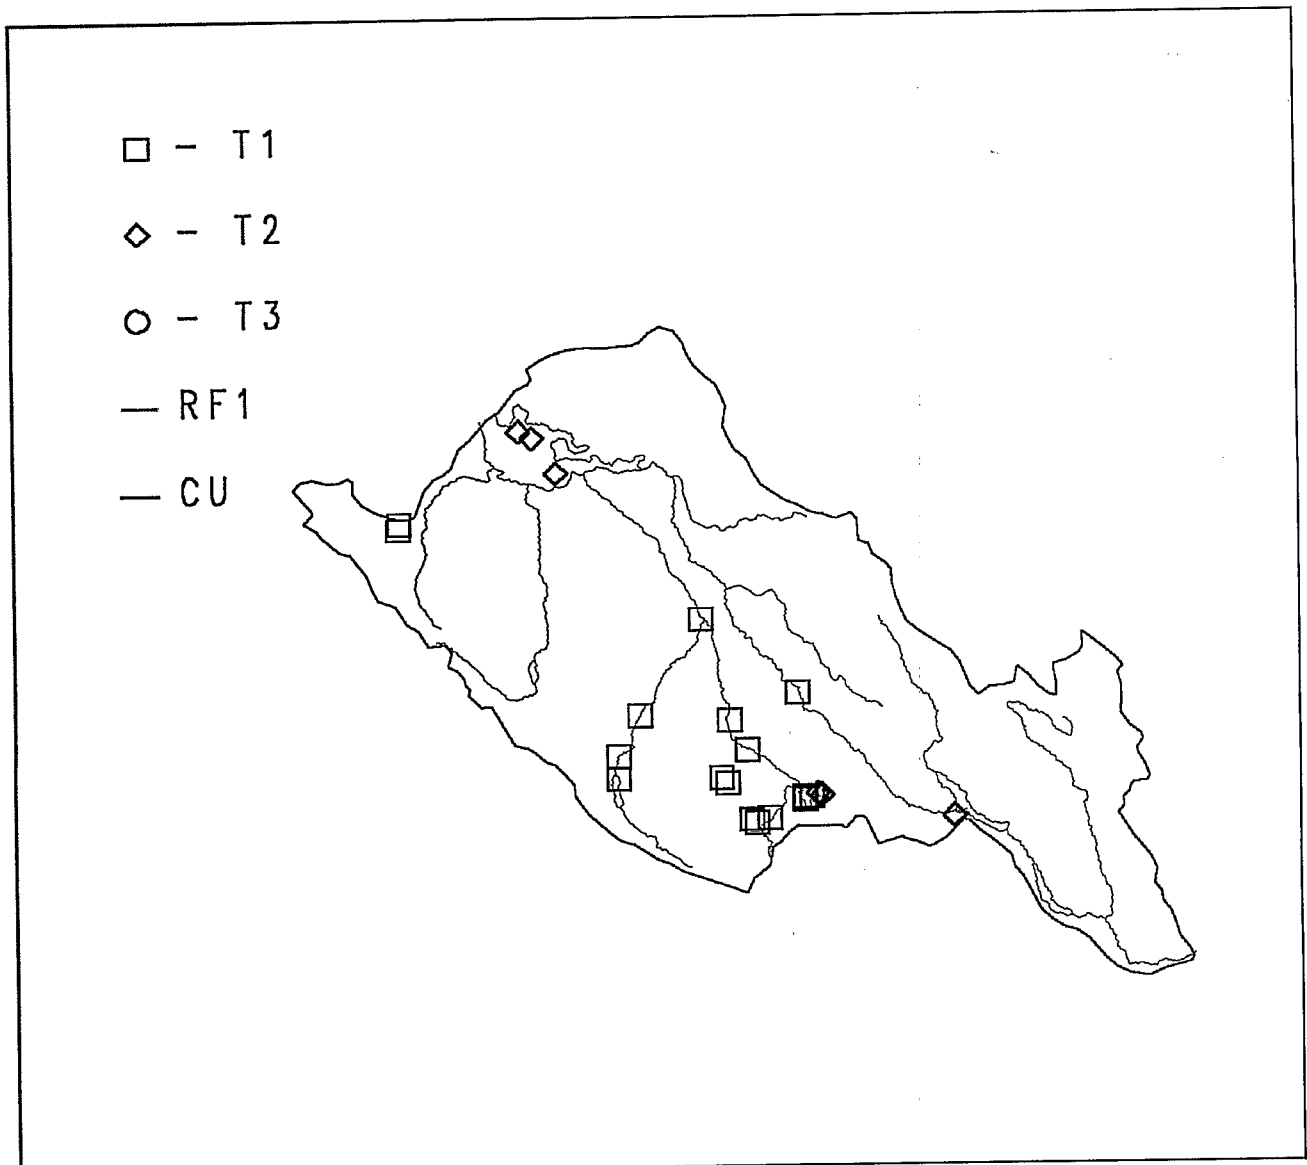 □ - T1
◇ - T2
○ - T3
— RF1
— CU